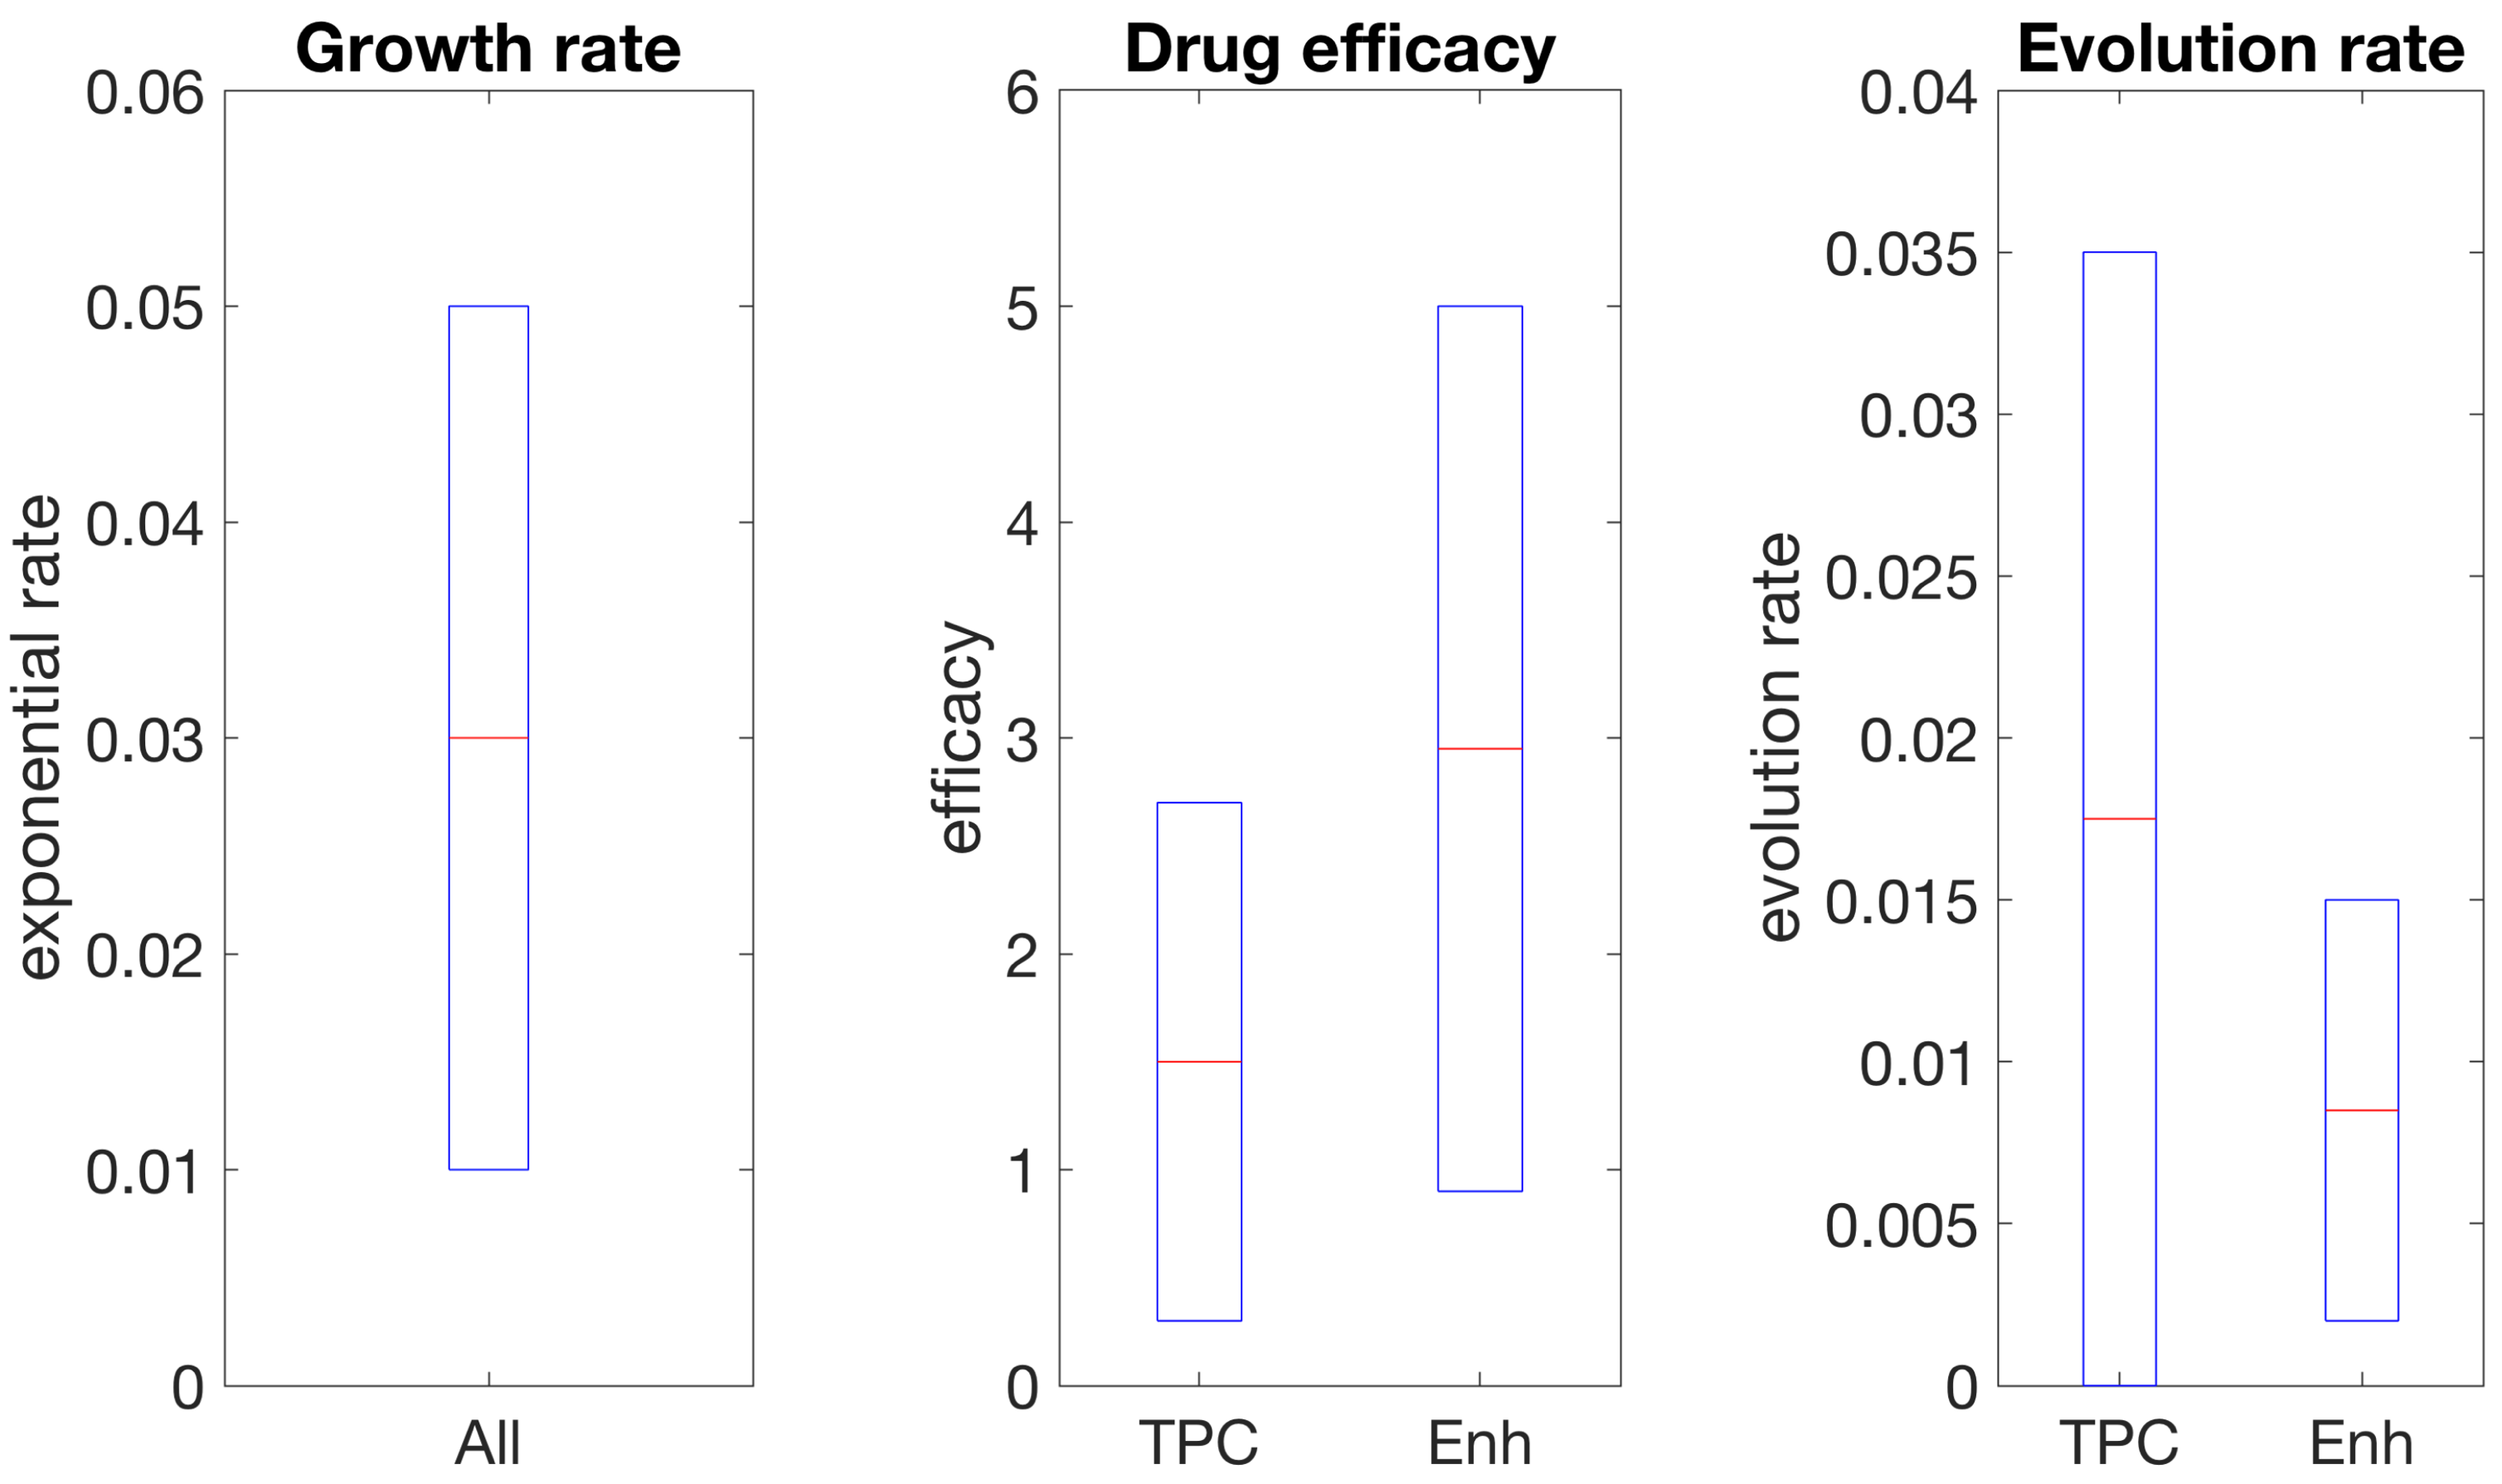 Growth rate
0.06
0.05
0.04
0.03
0.02
0.01
0
exponential rate
All
Drug efficacy
6
5
4
3
2
1
0
efficacy
TPC Enh
Evolution rate
0.04
0.035
0.03
0.025
0.02
0.015
0.01
0.005
0
evolution rate
TPC Enh